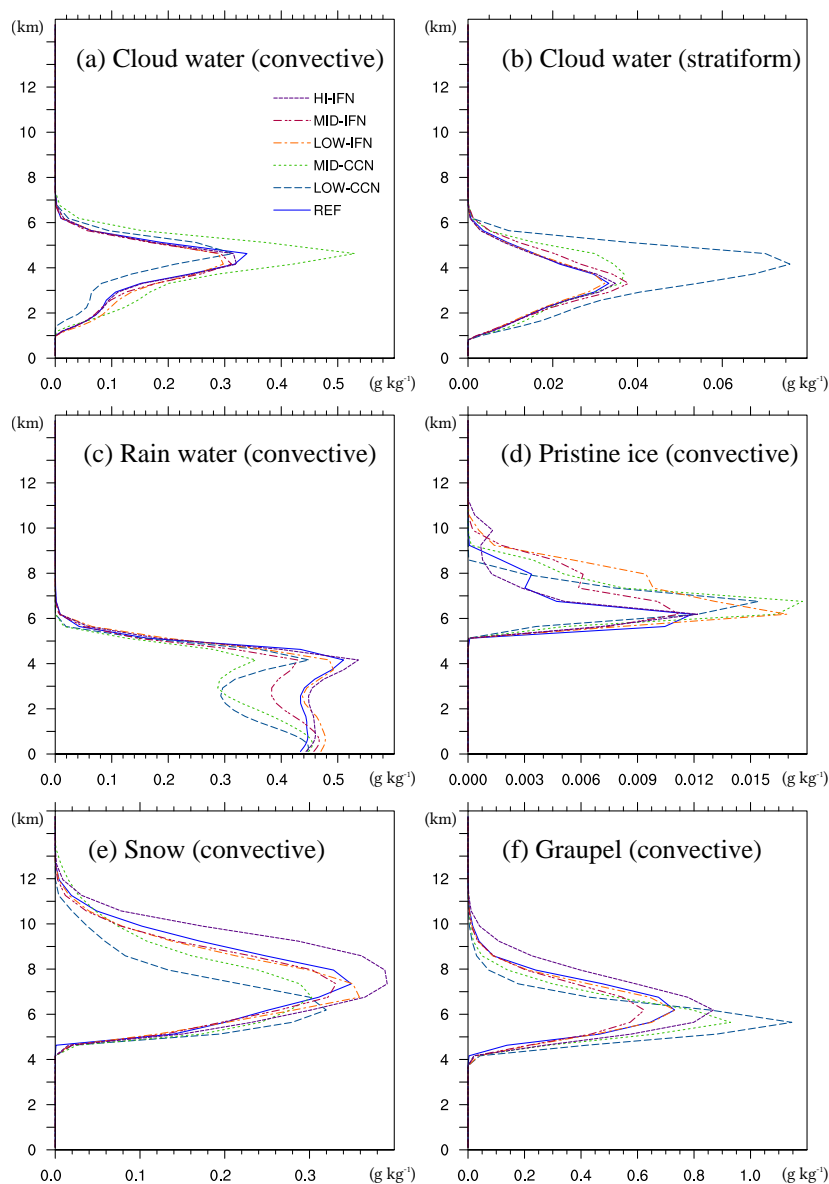 (km)
(km)
(a) Cloud water (convective)
(b) Cloud water (stratiform)
HI-IFN
MID-IFN
LOW-IFN
MID-CCN
LOW-CCN
REF
14
12
10
8
6
4
2
0
14
12
10
8
6
4
2
0
0.0 0.1 0.2 0.3 0.4 0.5 (g kg⁻¹)
0.00 0.02 0.04 0.06 (g kg⁻¹)
(km)
(km)
(c) Rain water (convective)
(d) Pristine ice (convective)
14
12
10
8
6
4
2
0
14
12
10
8
6
4
2
0
0.0 0.1 0.2 0.3 0.4 0.5 (g kg⁻¹)
0.000 0.003 0.006 0.009 0.012 0.015 (g kg⁻¹)
(km)
(km)
(e) Snow (convective)
(f) Graupel (convective)
14
12
10
8
6
4
2
0
14
12
10
8
6
4
2
0
0.0 0.1 0.2 0.3 (g kg⁻¹)
0.0 0.2 0.4 0.6 0.8 1.0 (g kg⁻¹)